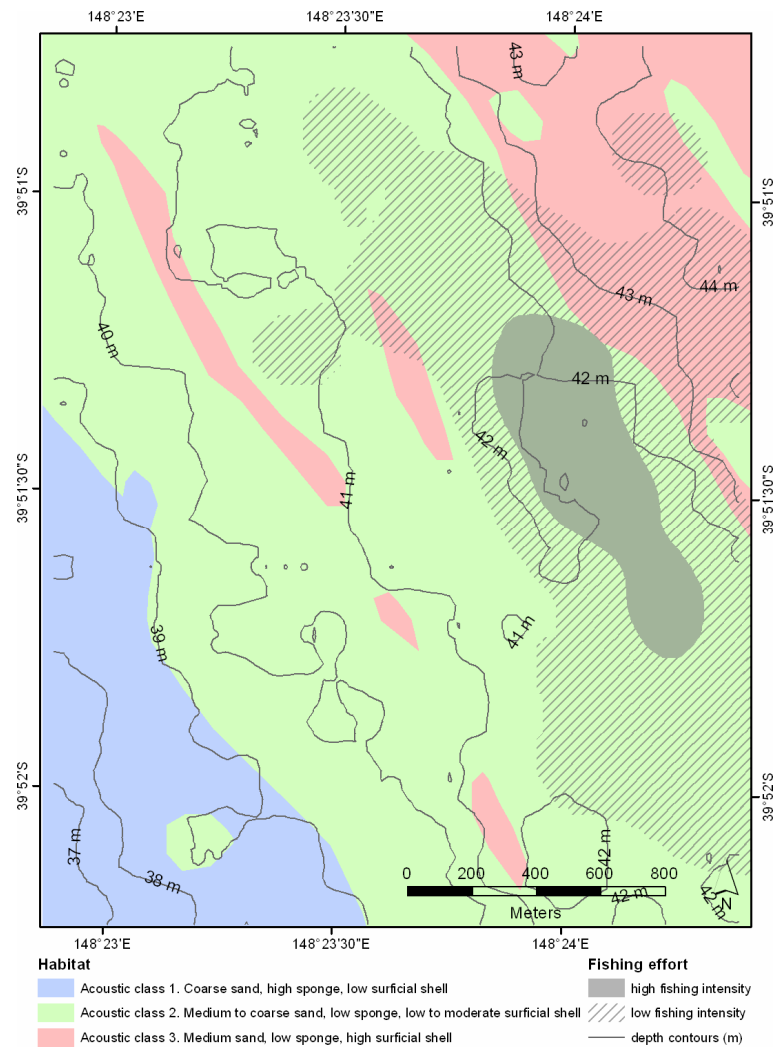 148°23'E 148°23'30"E 148°24'E
43 m
39°51'S 39°51'S
44 m
43 m
40 m
42 m
42 m
39°51'30"S 39°51'30"S
41 m
41 m
39 m
39°52'S 39°52'S
37 m
42 m
38 m
0 200 400 600 800
Meters
42 m
42 m
N
148°23'E 148°23'30"E 148°24'E
Habitat
Acoustic class 1. Coarse sand, high sponge, low surficial shell
Acoustic class 2. Medium to coarse sand, low sponge, low to moderate surficial shell
Acoustic class 3. Medium sand, low sponge, high surficial shell
Fishing effort
high fishing intensity
low fishing intensity
depth contours (m)